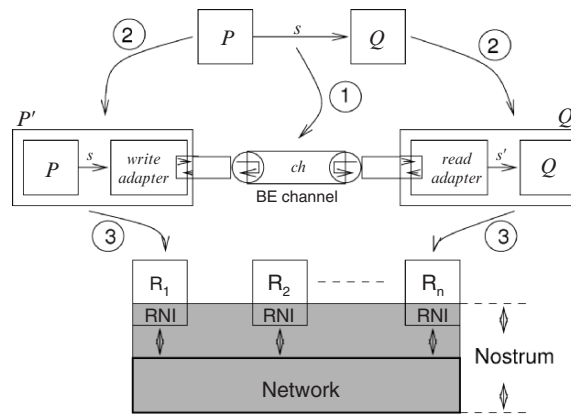 P s Q
2 2
1
P' Q
P s write adapter ch read adapter s' Q
BE channel
3 3
R1 R2 Rn
RNI RNI RNI
Nostrum
Network